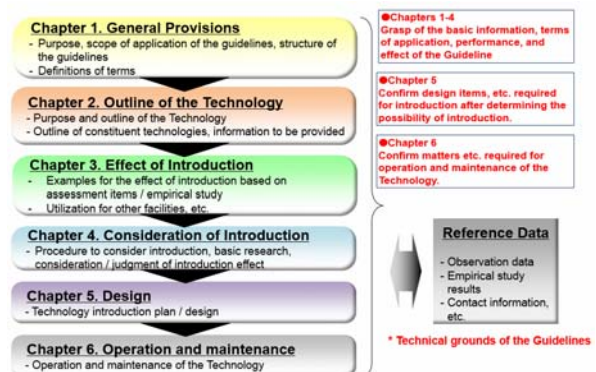 Chapter 1. General Provisions
- Purpose, scope of application of the guidelines, structure of
the guidelines
- Definitions of terms
Chapter 2. Outline of the Technology
- Purpose and outline of the Technology
- Outline of constituent technologies, information to be provided
Chapter 3. Effect of Introduction
- Examples for the effect of introduction based on
assessment items / empirical study
- Utilization for other facilities, etc.
Chapter 4. Consideration of Introduction
- Procedure to consider introduction, basic research,
consideration / judgment of introduction effect
Chapter 5. Design
- Technology introduction plan / design
Chapter 6. Operation and maintenance
- Operation and maintenance of the Technology
●Chapters 1-4
Grasp of the basic information, terms
of application, performance, and
effect of the Guideline
●Chapter 5
Confirm design items, etc. required
for introduction after determining the
possibility of introduction.
●Chapter 6
Confirm matters etc. required for
operation and maintenance of the
Technology.
Reference Data
- Observation data
- Empirical study
results
- Contact information,
etc.
* Technical grounds of the Guidelines